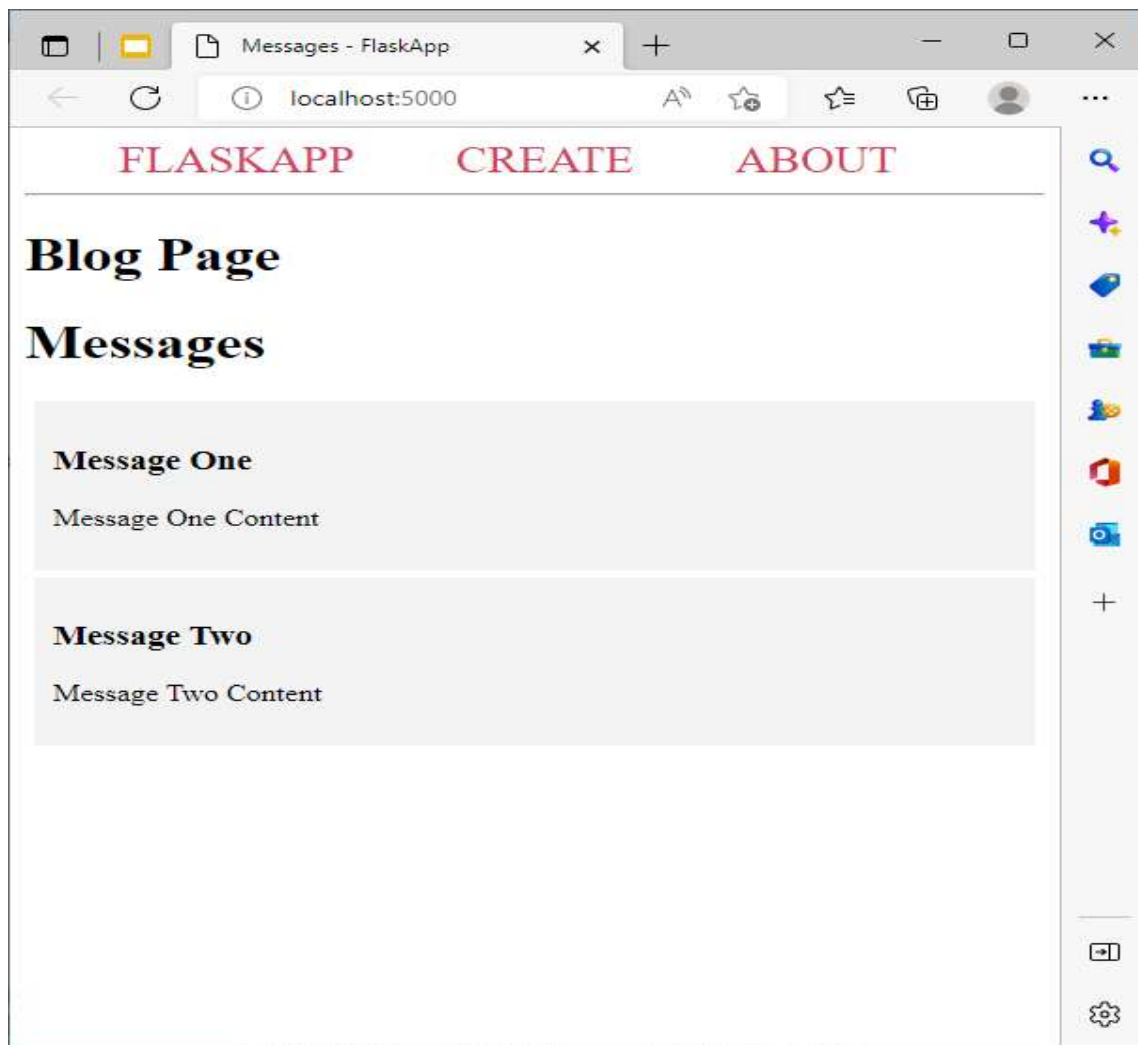 Messages - FlaskApp
localhost:5000
FLASKAPP CREATE ABOUT
Blog Page
Messages
Message One
Message One Content
Message Two
Message Two Content